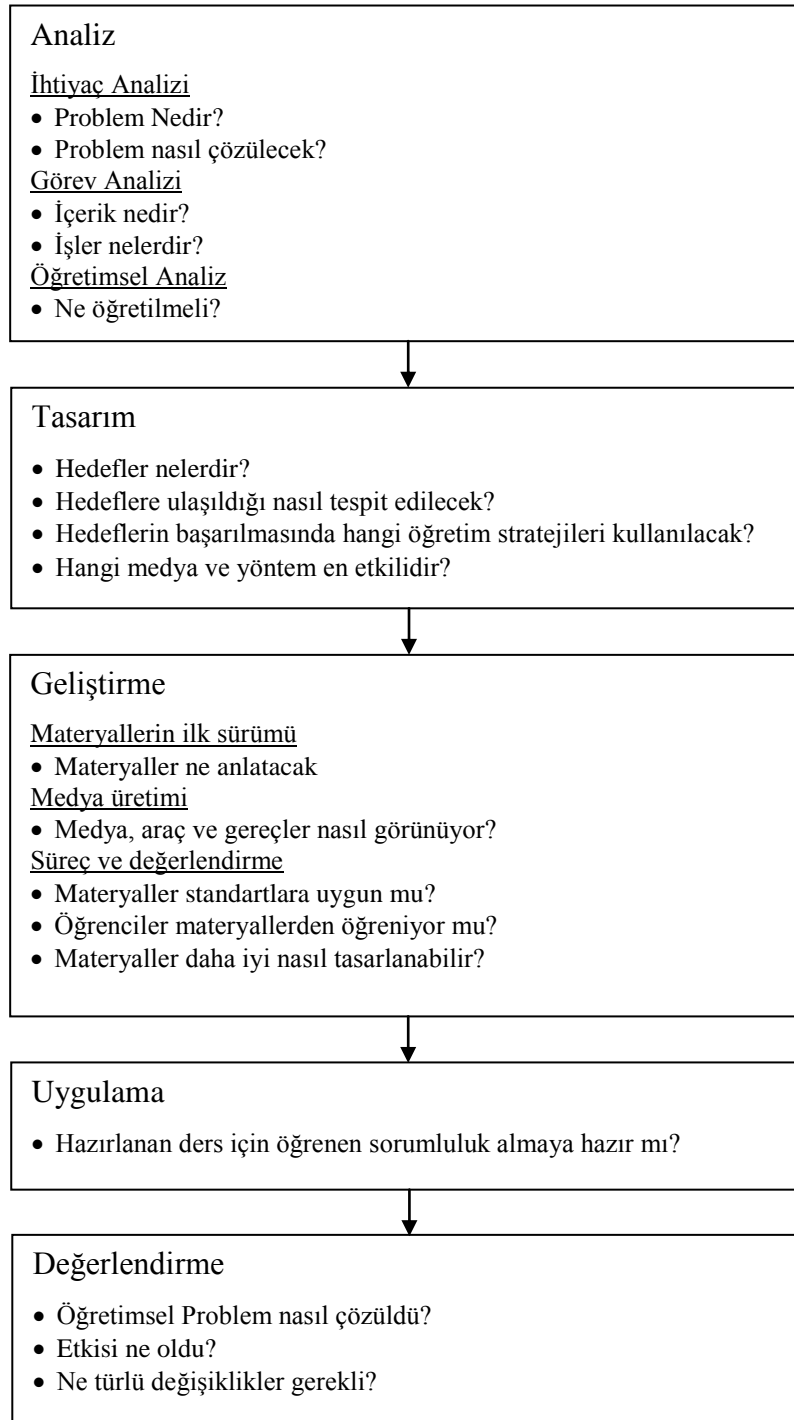 Analiz
İhtiyaç Analizi
• Problem Nedir?
• Problem nasıl çözülecek?
Görev Analizi
• İçerik nedir?
• İşler nelerdir?
Öğretimsel Analiz
• Ne öğretilmeli?
Tasarım
• Hedefler nelerdir?
• Hedeflere ulaşıldığı nasıl tespit edilecek?
• Hedeflerin başarılmasında hangi öğretim stratejileri kullanılacak?
• Hangi medya ve yöntem en etkilidir?
Geliştirme
Materyallerin ilk sürümü
• Materyaller ne anlatacak
Medya üretimi
• Medya, araç ve gereçler nasıl görünüyor?
Süreç ve değerlendirme
• Materyaller standartlara uygun mu?
• Öğrenciler materyallerden öğreniyor mu?
• Materyaller daha iyi nasıl tasarlanabilir?
Uygulama
• Hazırlanan ders için öğrenen sorumluluk almaya hazır mı?
Değerlendirme
• Öğretimsel Problem nasıl çözüldü?
• Etkisi ne oldu?
• Ne türlü değişiklikler gerekli?